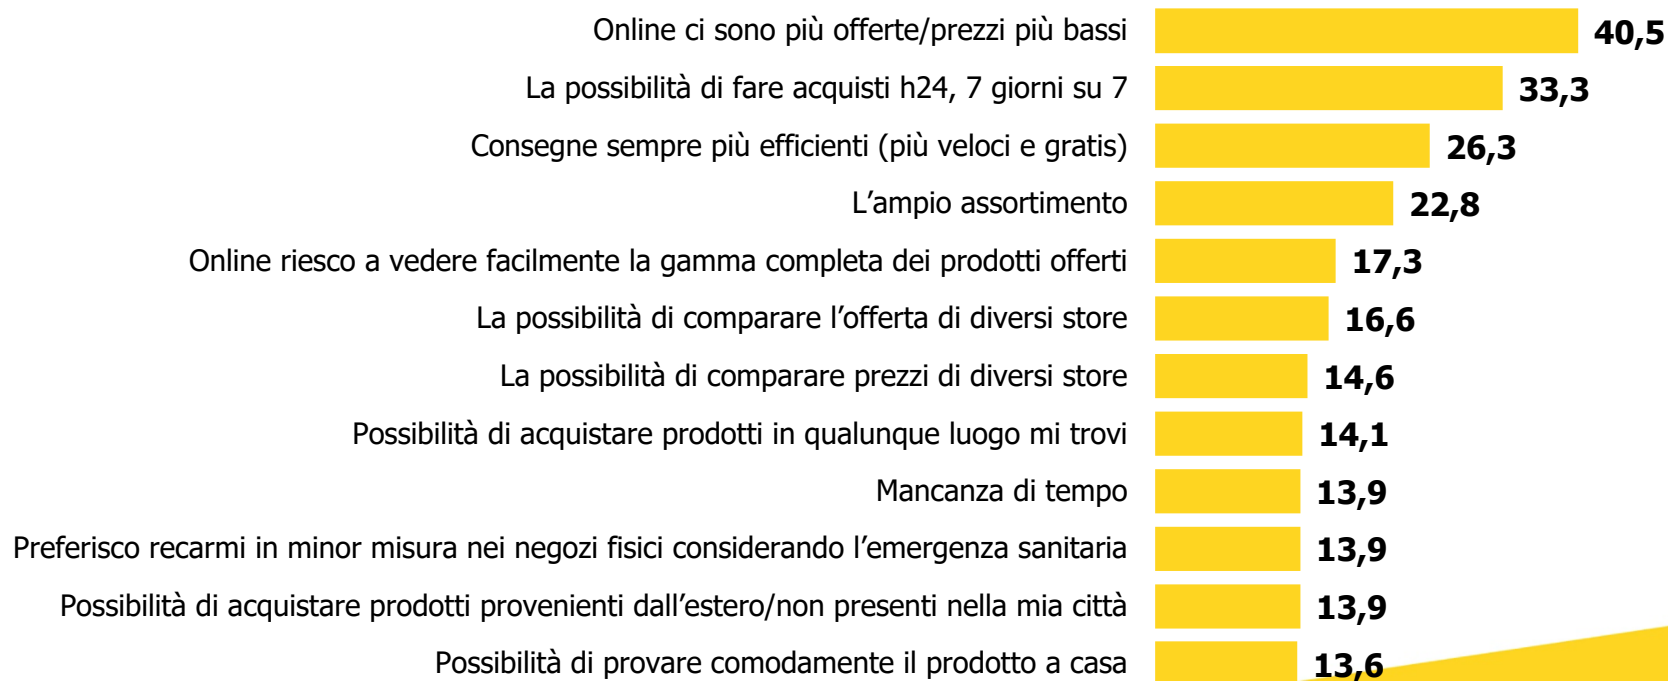 Online ci sono più offerte/prezzi più bassi 40,5
La possibilità di fare acquisti h24, 7 giorni su 7 33,3
Consegne sempre più efficienti (più veloci e gratis) 26,3
L’ampio assortimento 22,8
Online riesco a vedere facilmente la gamma completa dei prodotti offerti 17,3
La possibilità di comparare l’offerta di diversi store 16,6
La possibilità di comparare prezzi di diversi store 14,6
Possibilità di acquistare prodotti in qualunque luogo mi trovi 14,1
Mancanza di tempo 13,9
Preferisco recarmi in minor misura nei negozi fisici considerando l’emergenza sanitaria 13,9
Possibilità di acquistare prodotti provenienti dall’estero/non presenti nella mia città 13,9
Possibilità di provare comodamente il prodotto a casa 13,6